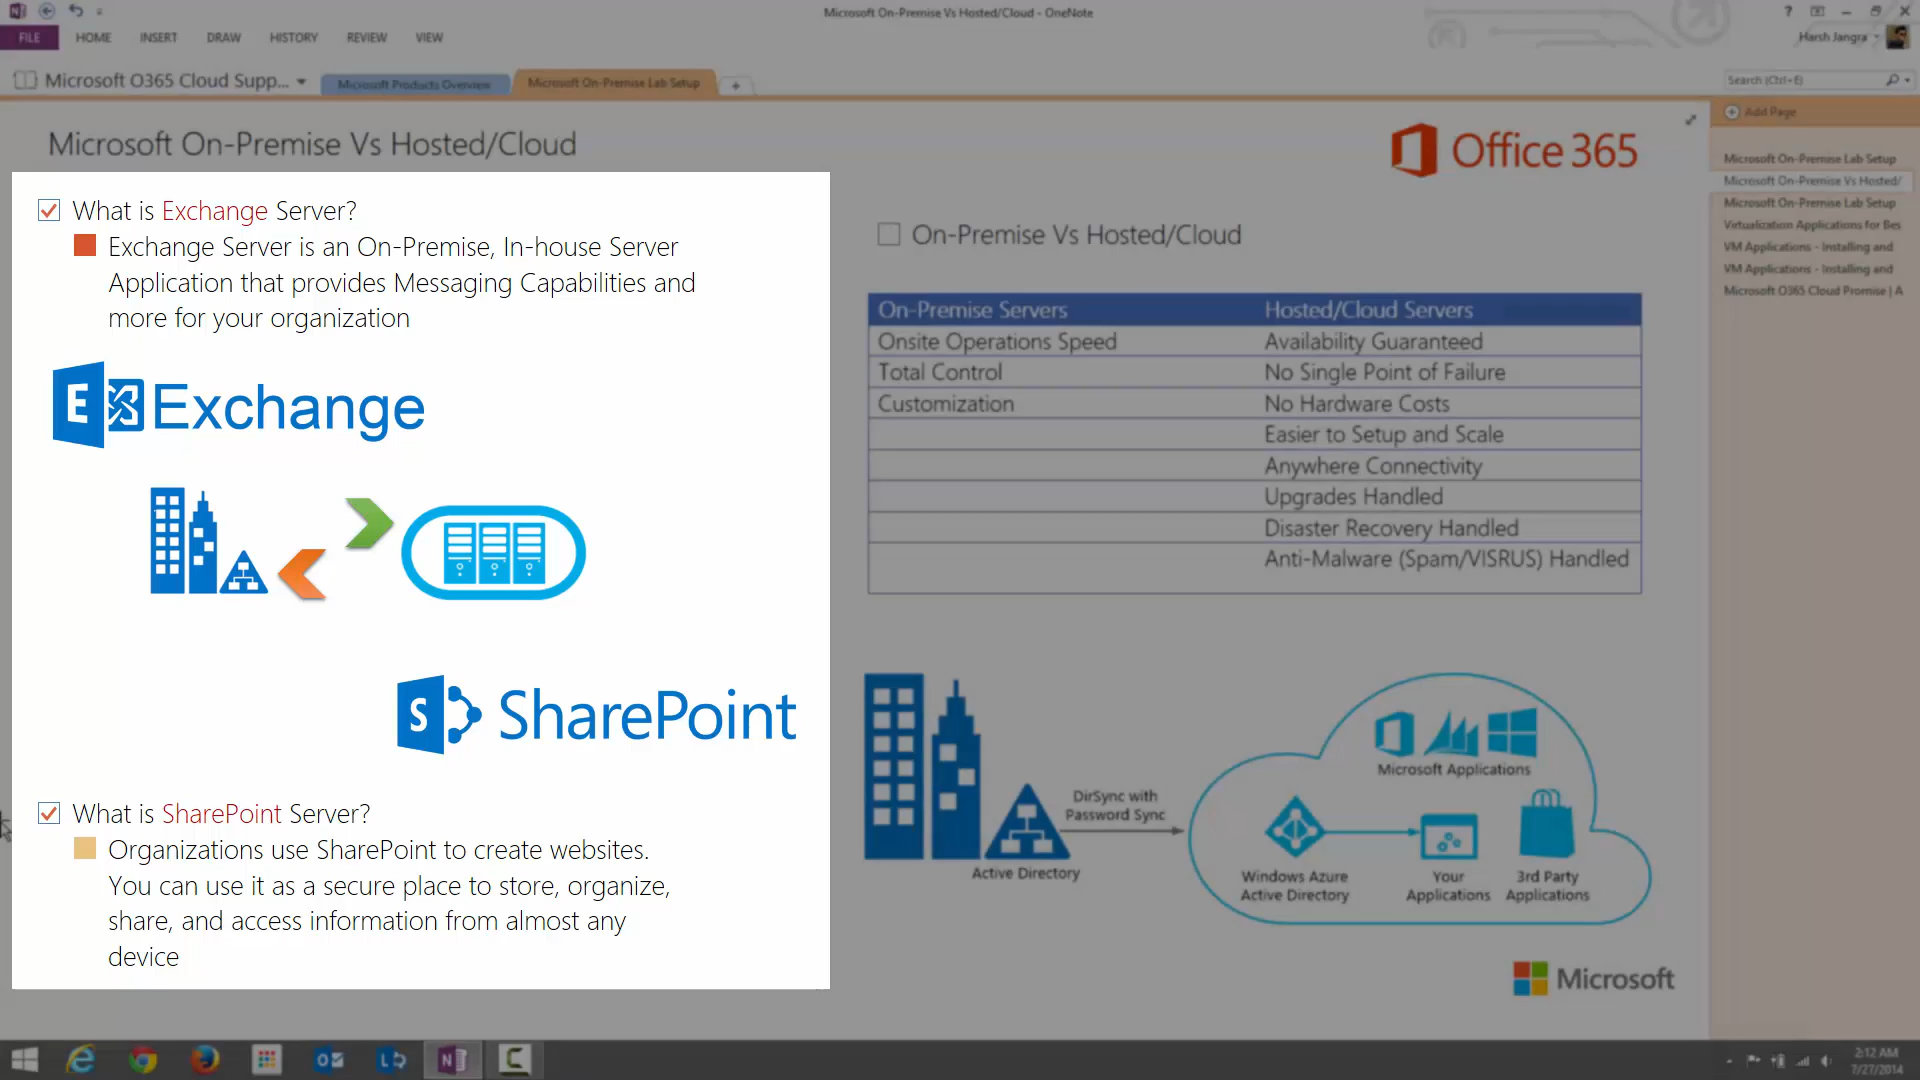 Microsoft On-Premise Vs Hosted/Cloud - OneNote
FILE HOME INSERT DRAW HISTORY REVIEW VIEW
Harsh Jangra
Microsoft O365 Cloud Supp...
Microsoft Products Overview
Microsoft On-Premise Lab Setup
Search (Ctrl+E)
Microsoft On-Premise Vs Hosted/Cloud
What is Exchange Server?
Exchange Server is an On-Premise, In-house Server
Application that provides Messaging Capabilities and
more for your organization
E Exchange
S SharePoint
What is SharePoint Server?
Organizations use SharePoint to create websites.
You can use it as a secure place to store, organize,
share, and access information from almost any
device
Office 365
On-Premise Vs Hosted/Cloud
On-Premise Servers Hosted/Cloud Servers
Onsite Operations Speed Availability Guaranteed
Total Control No Single Point of Failure
Customization No Hardware Costs
Easier to Setup and Scale
Anywhere Connectivity
Upgrades Handled
Disaster Recovery Handled
Anti-Malware (Spam/VISRUS) Handled
DirSync with
Password Sync
Active Directory
Microsoft Applications
Windows Azure
Active Directory
Your
Applications
3rd Party
Applications
Microsoft
Add Page
Microsoft On-Premise Lab Setup
Microsoft On-Premise Vs Hosted/
Microsoft On-Premise Lab Setup
Virtualization Applications for Bes
VM Applications - Installing and
VM Applications - Installing and
Microsoft O365 Cloud Promise | A
2:12 AM
7/27/2014